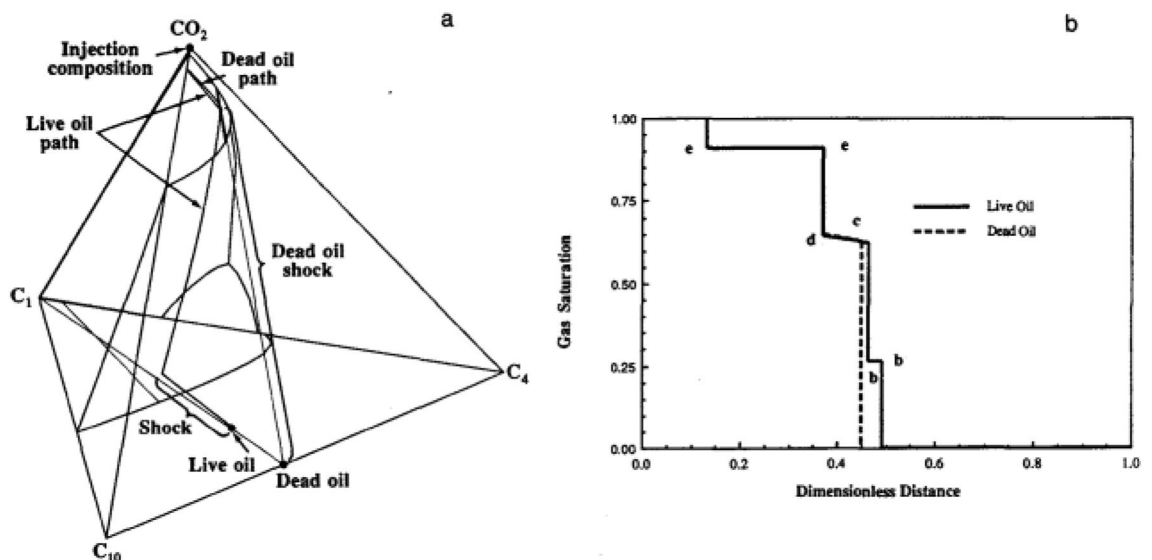 a
CO₂
Injection
composition
Dead oil
path
Live oil
path
Dead oil
shock
C₁
C₄
Shock
Live oil
Dead oil
C₁₀
b
1.00
0.75
0.50
0.25
0.00
Gas Saturation
e
e
c
d
b
b
Live Oil
Dead Oil
0.0
0.2
0.4
0.6
0.8
1.0
Dimensionless Distance